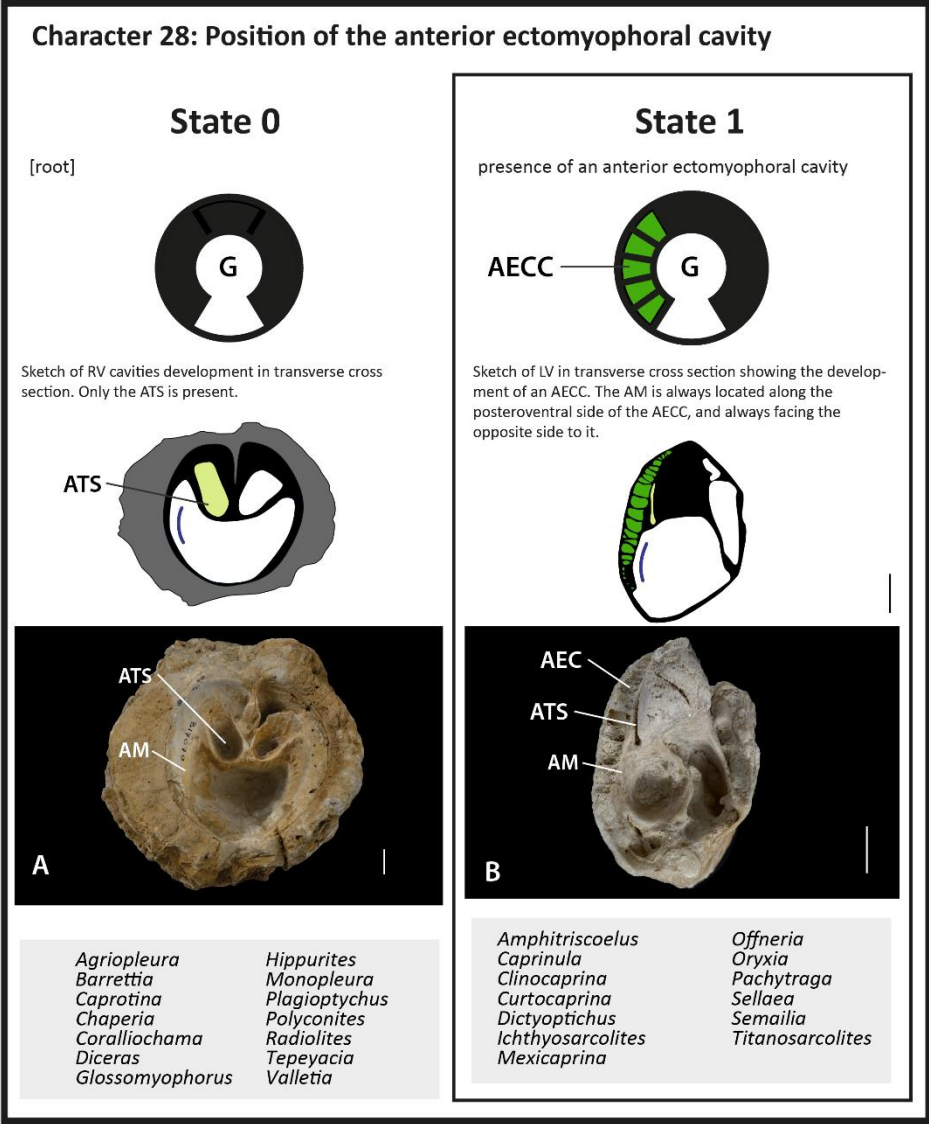 Character 28: Position of the anterior ectomyophoral cavity
State 0
[root]
G
Sketch of RV cavities development in transverse cross
section. Only the ATS is present.
ATS
ATS
AM
A
Agriopleura
Barrettia
Caprotina
Chaperia
Coralliochama
Diceras
Glossomyophorus
Hippurites
Monopleura
Plagioptychus
Polyconites
Radiolites
Tepeyacia
Valletia
State 1
presence of an anterior ectomyophoral cavity
AECC
G
Sketch of LV in transverse cross section showing the develop-
ment of an AECC. The AM is always located along the
posteroventral side of the AECC, and always facing the
opposite side to it.
AEC
ATS
AM
B
Amphitriscoelus
Caprinula
Clinocaprina
Curtocaprina
Dictyoptichus
Ichthyosarcolites
Mexicaprina
Offneria
Oryxia
Pachytraga
Sellaea
Semailia
Titanosarcolites